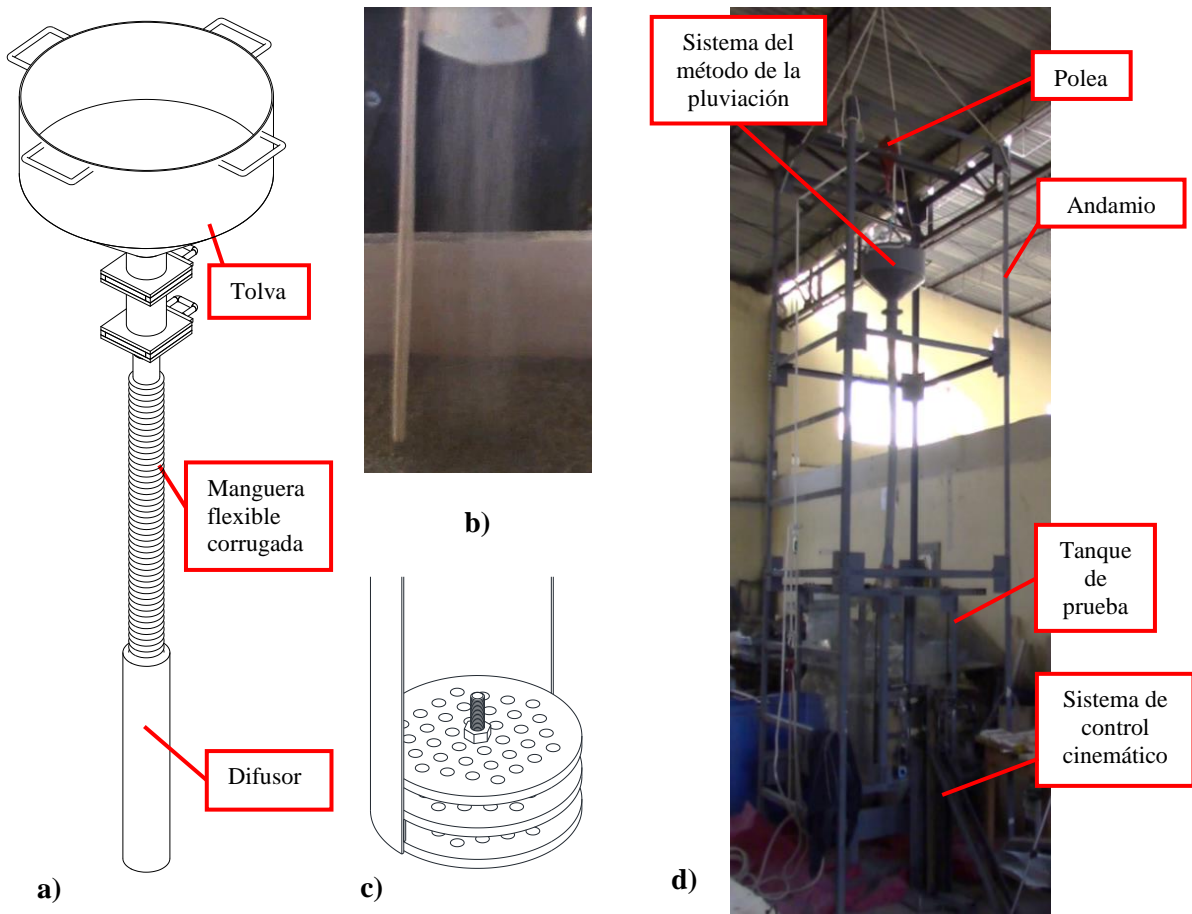 Tolva
Manguera
flexible
corrugada
Difusor
a)
b)
c)
Sistema del
método de la
pluviación
Polea
Andamio
Tanque
de
prueba
Sistema de
control
cinemático
d)